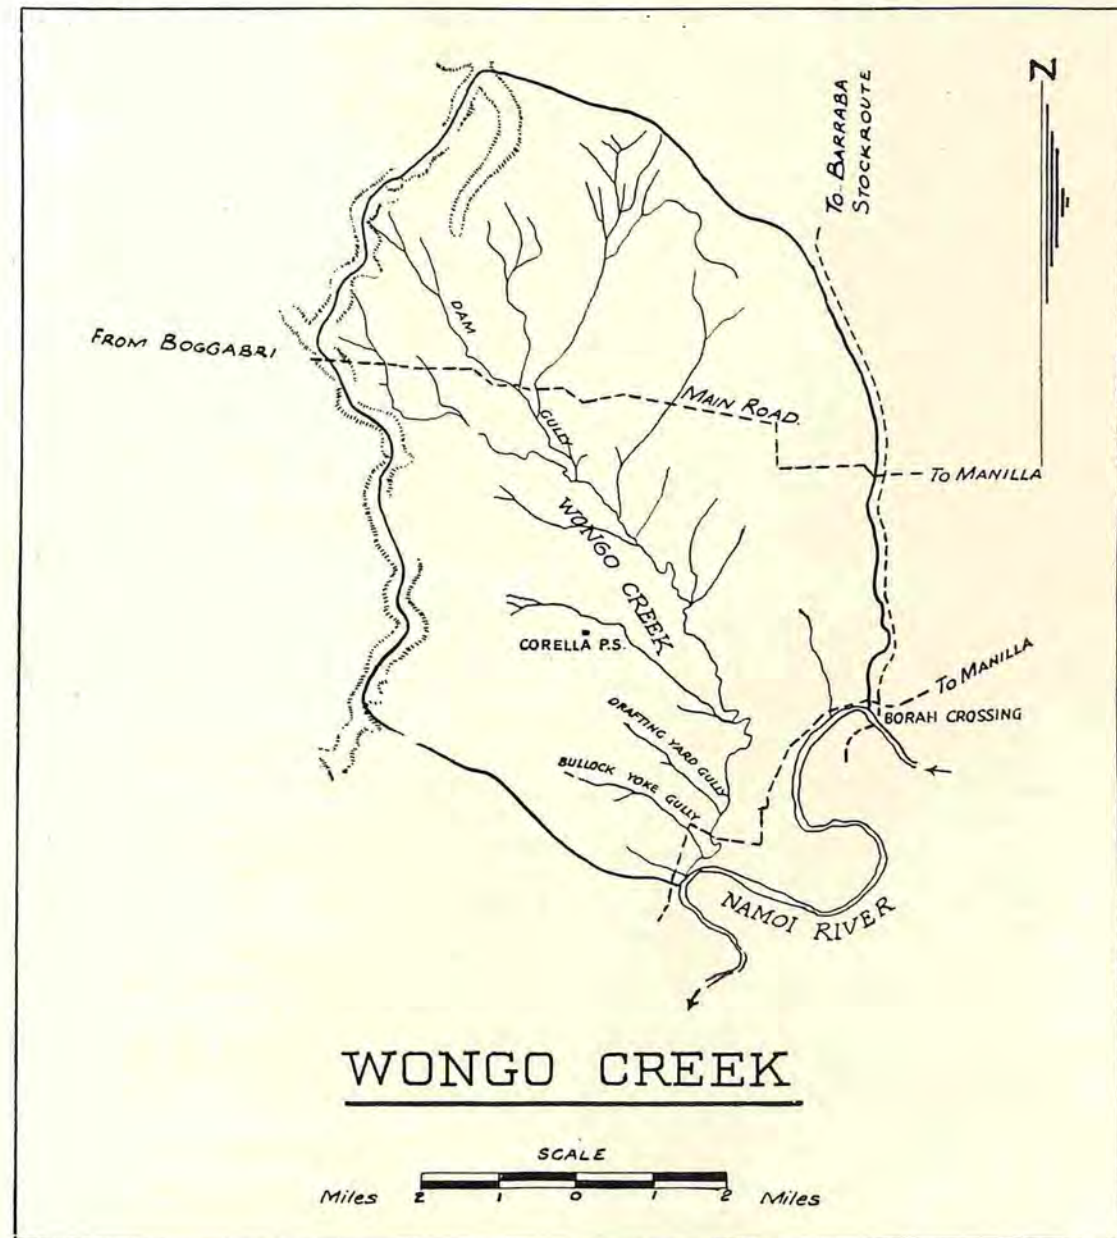 N
To BARRABA
STOCKROUTE
FROM BOGGABRI
DAM
GULLY
MAIN ROAD.
To MANILLA
WONGO
CREEK
CORELLA P.S.
To MANILLA
BORAH CROSSING
DRAFTING YARD GULLY
BULLOCK YOKE GULLY
NAMOI RIVER
WONGO CREEK
SCALE
Miles 2 1 0 1 2 Miles